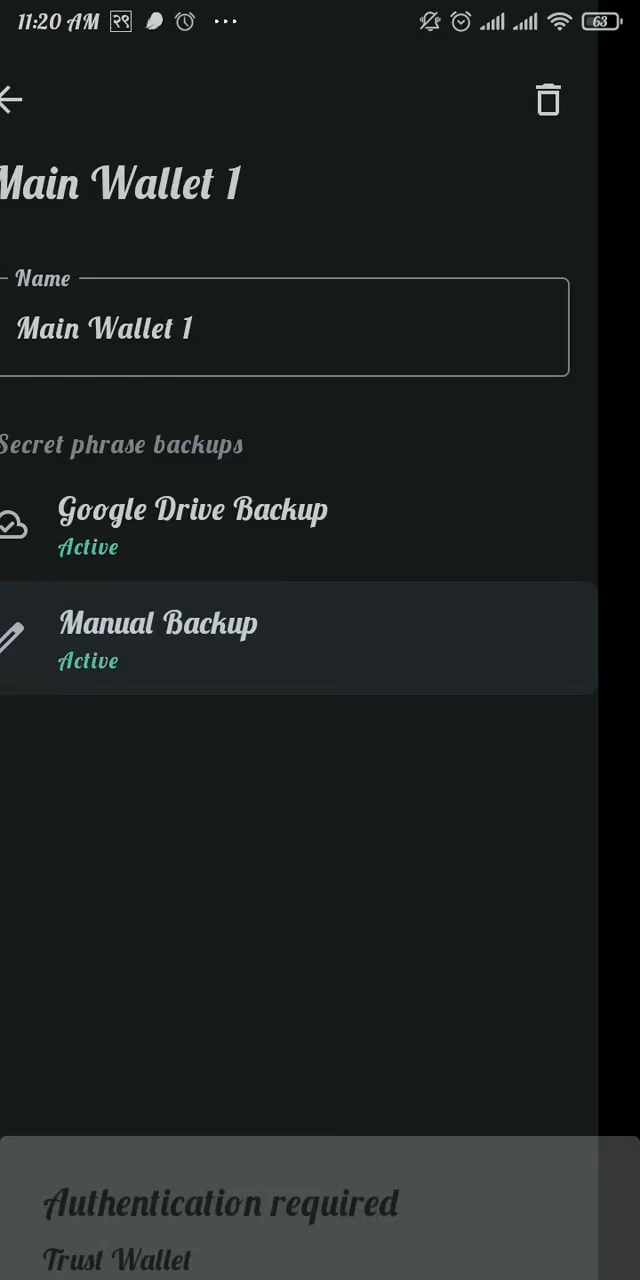 11:20 AM २९ 63
Main Wallet 1
Name
Main Wallet 1
Secret phrase backups
Google Drive Backup
Active
Manual Backup
Active
Authentication required
Trust Wallet